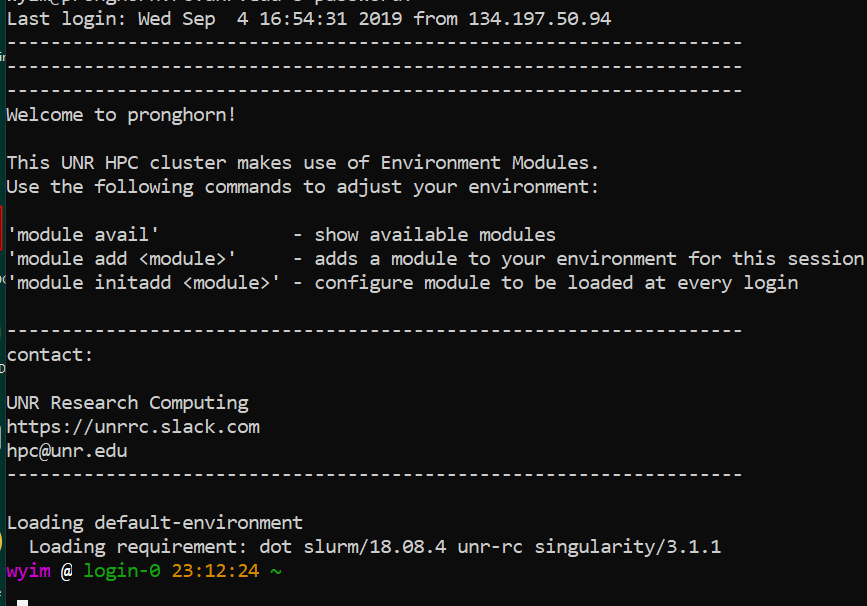 Last login: Wed Sep  4 16:54:31 2019 from 134.197.50.94
-------------------------------------------------------------------
-------------------------------------------------------------------
-------------------------------------------------------------------
Welcome to pronghorn!
This UNR HPC cluster makes use of Environment Modules.
Use the following commands to adjust your environment:
'module avail'            - show available modules
'module add <module>'     - adds a module to your environment for this session
'module initadd <module>' - configure module to be loaded at every login
-------------------------------------------------------------------
contact:
UNR Research Computing
https://unrrc.slack.com
hpc@unr.edu
-------------------------------------------------------------------
Loading default-environment
  Loading requirement: dot slurm/18.08.4 unr-rc singularity/3.1.1
wyim @ login-0 23:12:24 ~